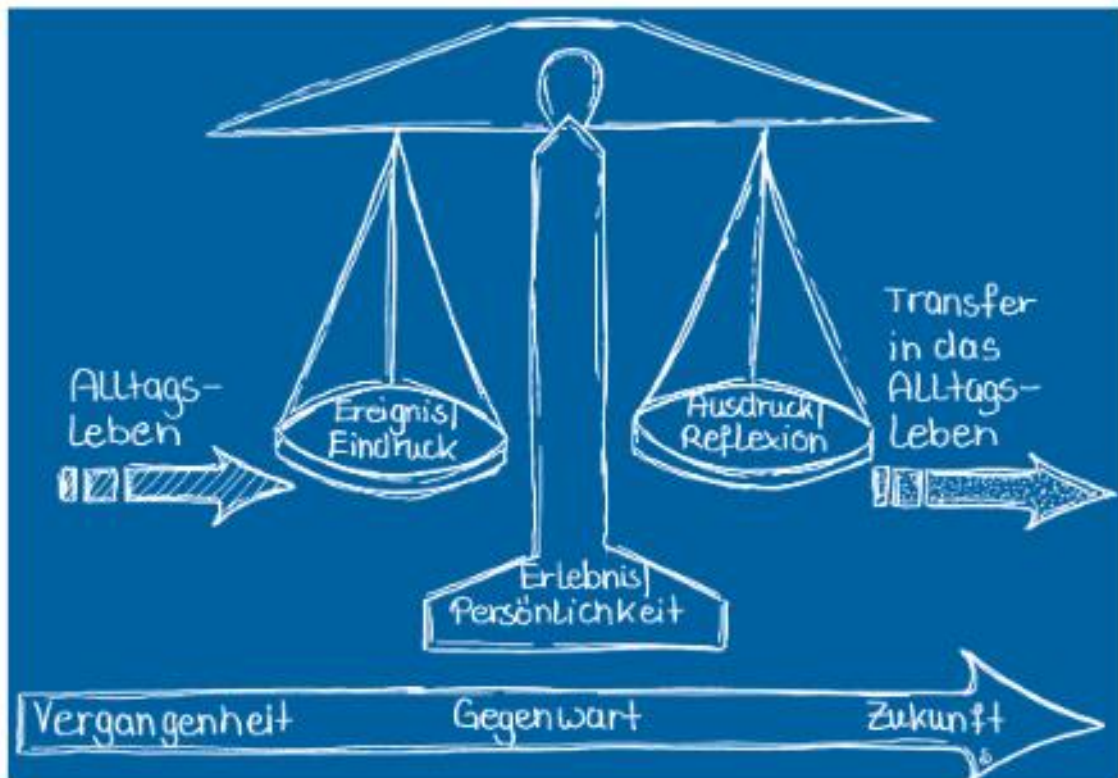 Alltags-
Leben
Ereignis/
Eindruck
Ausdruck/
Reflexion
Transfer
in das
Alltags-
Leben
Erlebnis/
Persönlichkeit
Vergangenheit
Gegenwart
Zukunft